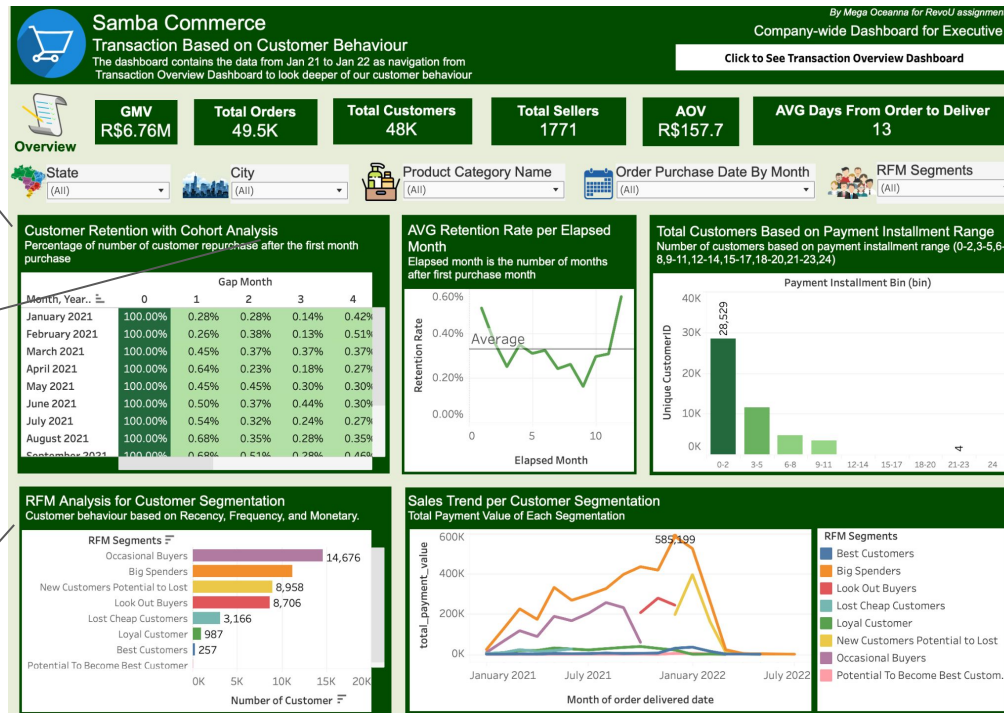 By Mega Oceanna for RevoU assignment
Samba Commerce
Company-wide Dashboard for Executive
Transaction Based on Customer Behaviour
The dashboard contains the data from Jan 21 to Jan 22 as navigation from
Transaction Overview Dashboard to look deeper of our customer behaviour
Click to See Transaction Overview Dashboard
Overview
GMV
R$6.76M
Total Orders
49.5K
Total Customers
48K
Total Sellers
1771
AOV
R$157.7
AVG Days From Order to Deliver
13
State
(All)
City
(All)
Product Category Name
(All)
Order Purchase Date By Month
(All)
RFM Segments
(All)
Customer Retention with Cohort Analysis
Percentage of number of customer repurchase after the first month
purchase
Gap Month
Month, Year.. 0 1 2 3 4
January 2021 100.00% 0.28% 0.28% 0.14% 0.42%
February 2021 100.00% 0.26% 0.38% 0.13% 0.51%
March 2021 100.00% 0.45% 0.37% 0.37% 0.37%
April 2021 100.00% 0.64% 0.23% 0.18% 0.27%
May 2021 100.00% 0.45% 0.45% 0.30% 0.30%
June 2021 100.00% 0.50% 0.37% 0.44% 0.30%
July 2021 100.00% 0.54% 0.32% 0.24% 0.27%
August 2021 100.00% 0.68% 0.35% 0.28% 0.35%
September 2021 100.00% 0.68% 0.51% 0.28% 0.46%
AVG Retention Rate per Elapsed
Month
Elapsed month is the number of months
after first purchase month
Retention Rate
0.60%
0.40%
0.20%
0.00%
Average
0 5 10
Elapsed Month
Total Customers Based on Payment Installment Range
Number of customers based on payment installment range (0-2,3-5,6-
8,9-11,12-14,15-17,18-20,21-23,24)
Payment Installment Bin (bin)
Unique CustomerID
40K
30K
20K
10K
0K
28,529
4
0-2 3-5 6-8 9-11 12-14 15-17 18-20 21-23 24
RFM Analysis for Customer Segmentation
Customer behaviour based on Recency, Frequency, and Monetary.
RFM Segments
Occasional Buyers 14,676
Big Spenders
New Customers Potential to Lost 8,958
Look Out Buyers 8,706
Lost Cheap Customers 3,166
Loyal Customer 987
Best Customers 257
Potential To Become Best Customer
0K 5K 10K 15K 20K
Number of Customer
Sales Trend per Customer Segmentation
Total Payment Value of Each Segmentation
total_payment_value
600K
400K
200K
0K
585,199
January 2021 July 2021 January 2022 July 2022
Month of order delivered date
RFM Segments
Best Customers
Big Spenders
Look Out Buyers
Lost Cheap Customers
Loyal Customer
New Customers Potential to Lost
Occasional Buyers
Potential To Become Best Custom.